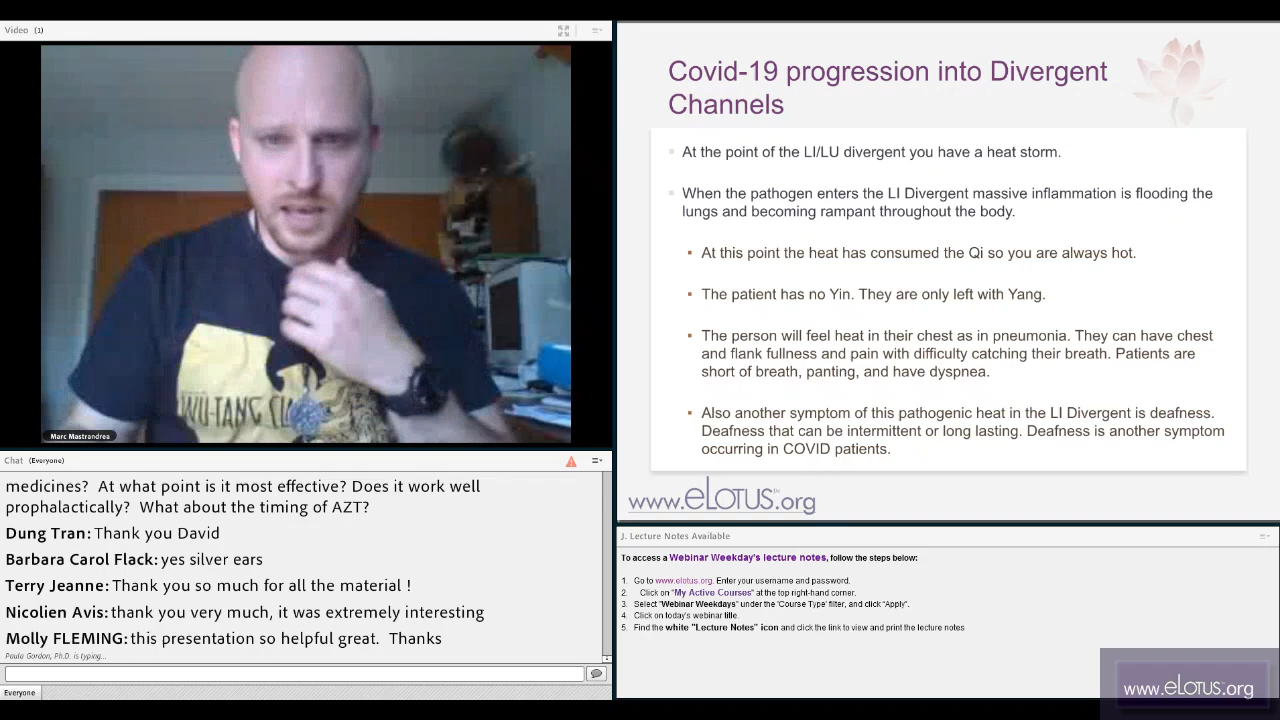 Video (1)
Marc Mastrandrea
Chat (Everyone)
medicines? At what point is it most effective? Does it work well
prophalactically? What about the timing of AZT?
Dung Tran: Thank you David
Barbara Carol Flack: yes silver ears
Terry Jeanne: Thank you so much for all the material !
Nicolien Avis: thank you very much, it was extremely interesting
Molly FLEMING: this presentation so helpful great. Thanks
Paula Gordon, Ph.D. is typing...
Everyone
WU-TANG
Covid-19 progression into Divergent
Channels
At the point of the LI/LU divergent you have a heat storm.
When the pathogen enters the LI Divergent massive inflammation is flooding the
lungs and becoming rampant throughout the body.
At this point the heat has consumed the Qi so you are always hot.
The patient has no Yin. They are only left with Yang.
The person will feel heat in their chest as in pneumonia. They can have chest
and flank fullness and pain with difficulty catching their breath. Patients are
short of breath, panting, and have dyspnea.
Also another symptom of this pathogenic heat in the LI Divergent is deafness.
Deafness that can be intermittent or long lasting. Deafness is another symptom
occurring in COVID patients.
www.eLOTUS.org
J. Lecture Notes Available
To access a Webinar Weekday's lecture notes, follow the steps below:
1. Go to www.elotus.org. Enter your username and password.
2. Click on "My Active Courses" at the top right-hand corner.
3. Select "Webinar Weekdays" under the 'Course Type' filter, and click "Apply".
4. Click on today's webinar title.
5. Find the white "Lecture Notes" icon and click the link to view and print the lecture notes
www.eLOTUS.org